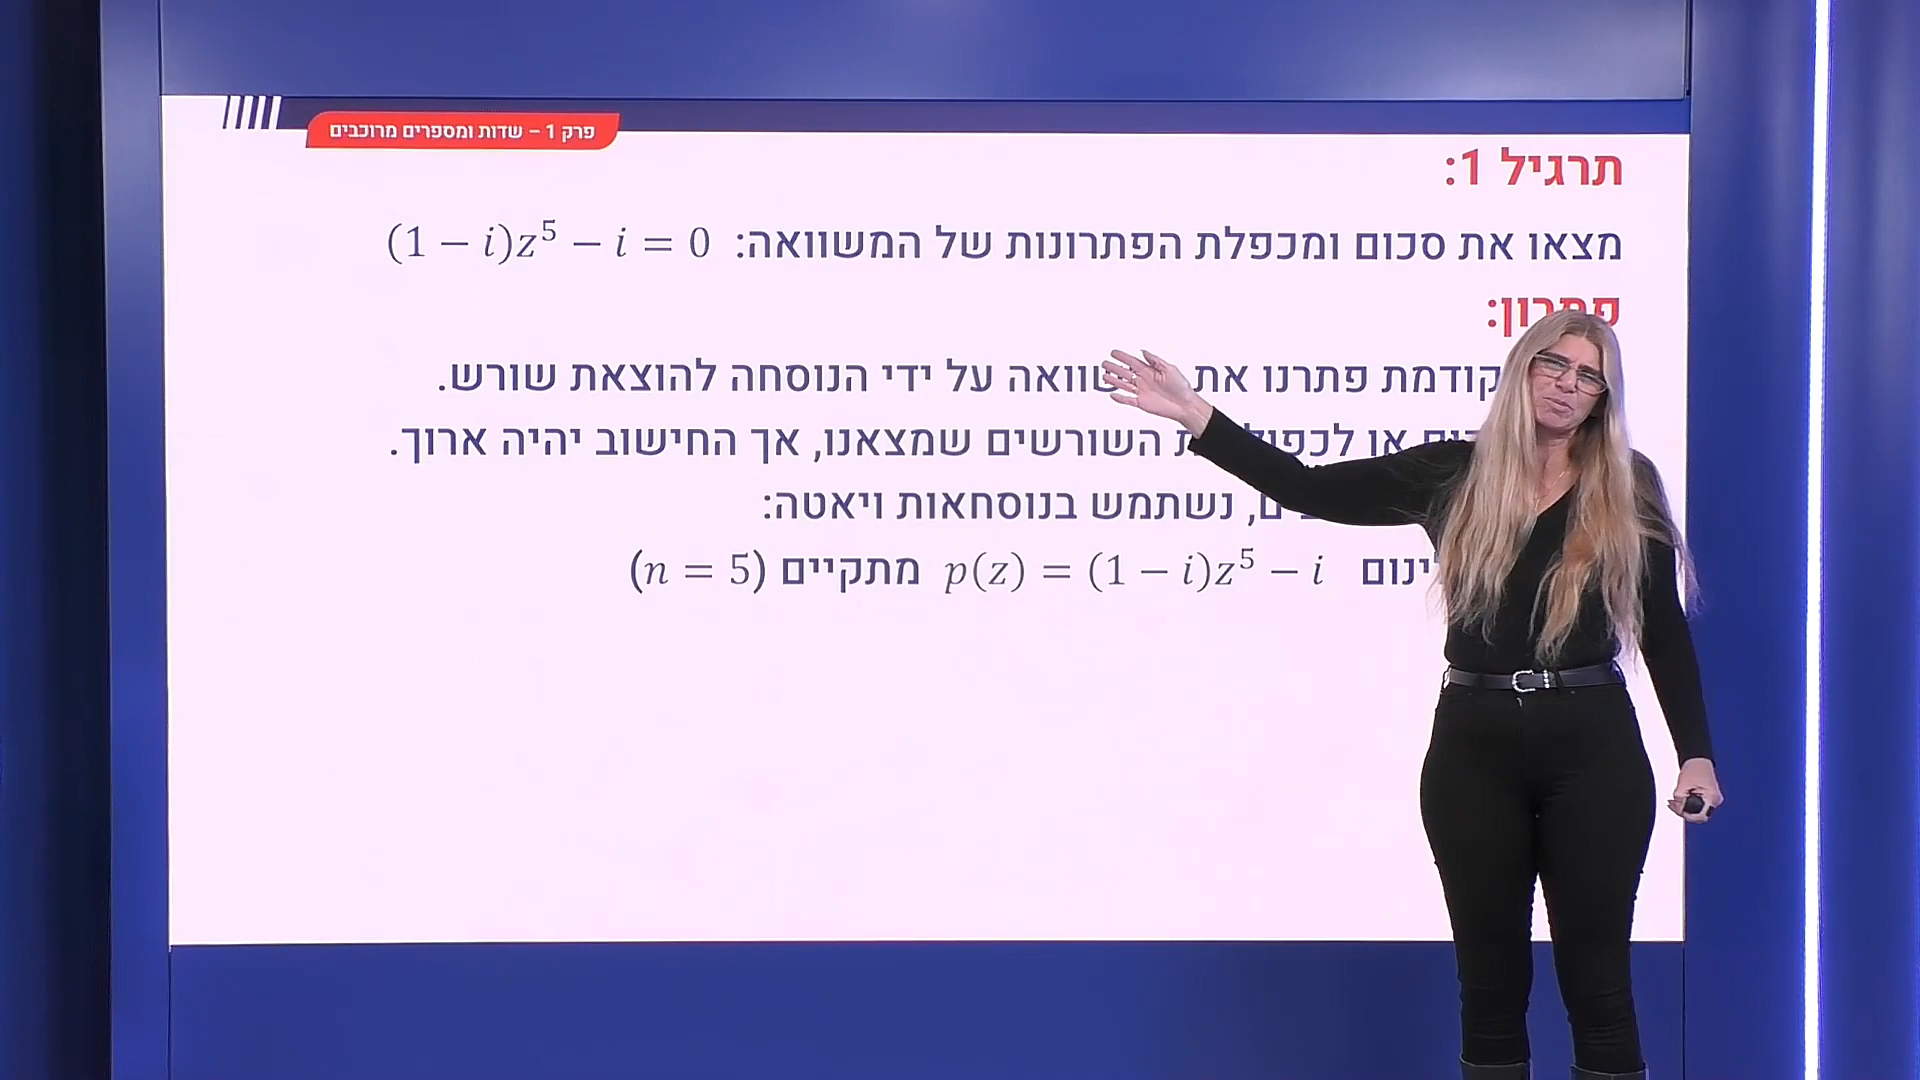 פרק 1 – שדות ומספרים מרוכבים
תרגיל 1:
מצאו את סכום ומכפלת הפתרונות של המשוואה: (1 − i)z⁵ − i = 0
פתרון:
קודמת פתרנו את וואה על ידי הנוסחה להוצאת שורש.
או השורשים שמצאנו, אך החישוב יהיה ארוך.
נשתמש בנוסחאות ויאטה:
p(z) = (1 − i)z⁵ − i מתקיים (n = 5)